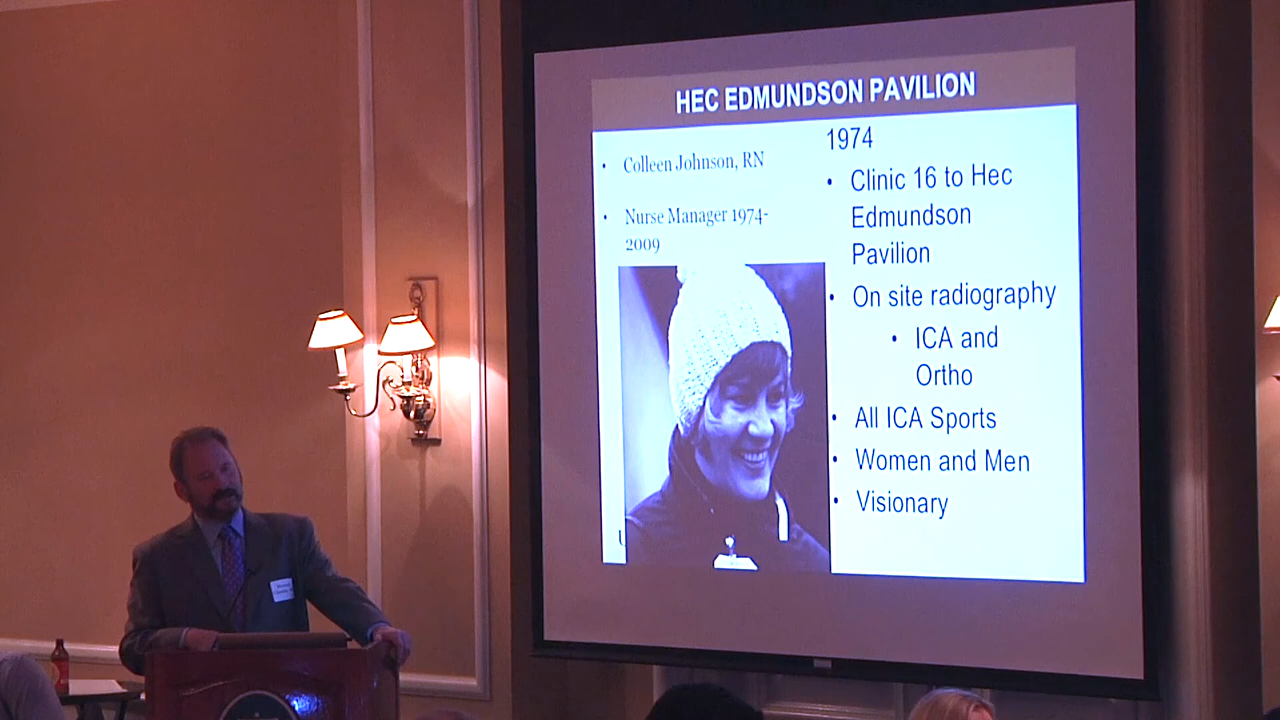 HEC EDMUNDSON PAVILION
• Colleen Johnson, RN
• Nurse Manager 1974-
2009
1974
• Clinic 16 to Hec
Edmundson
Pavilion
• On site radiography
• ICA and
Ortho
• All ICA Sports
• Women and Men
• Visionary